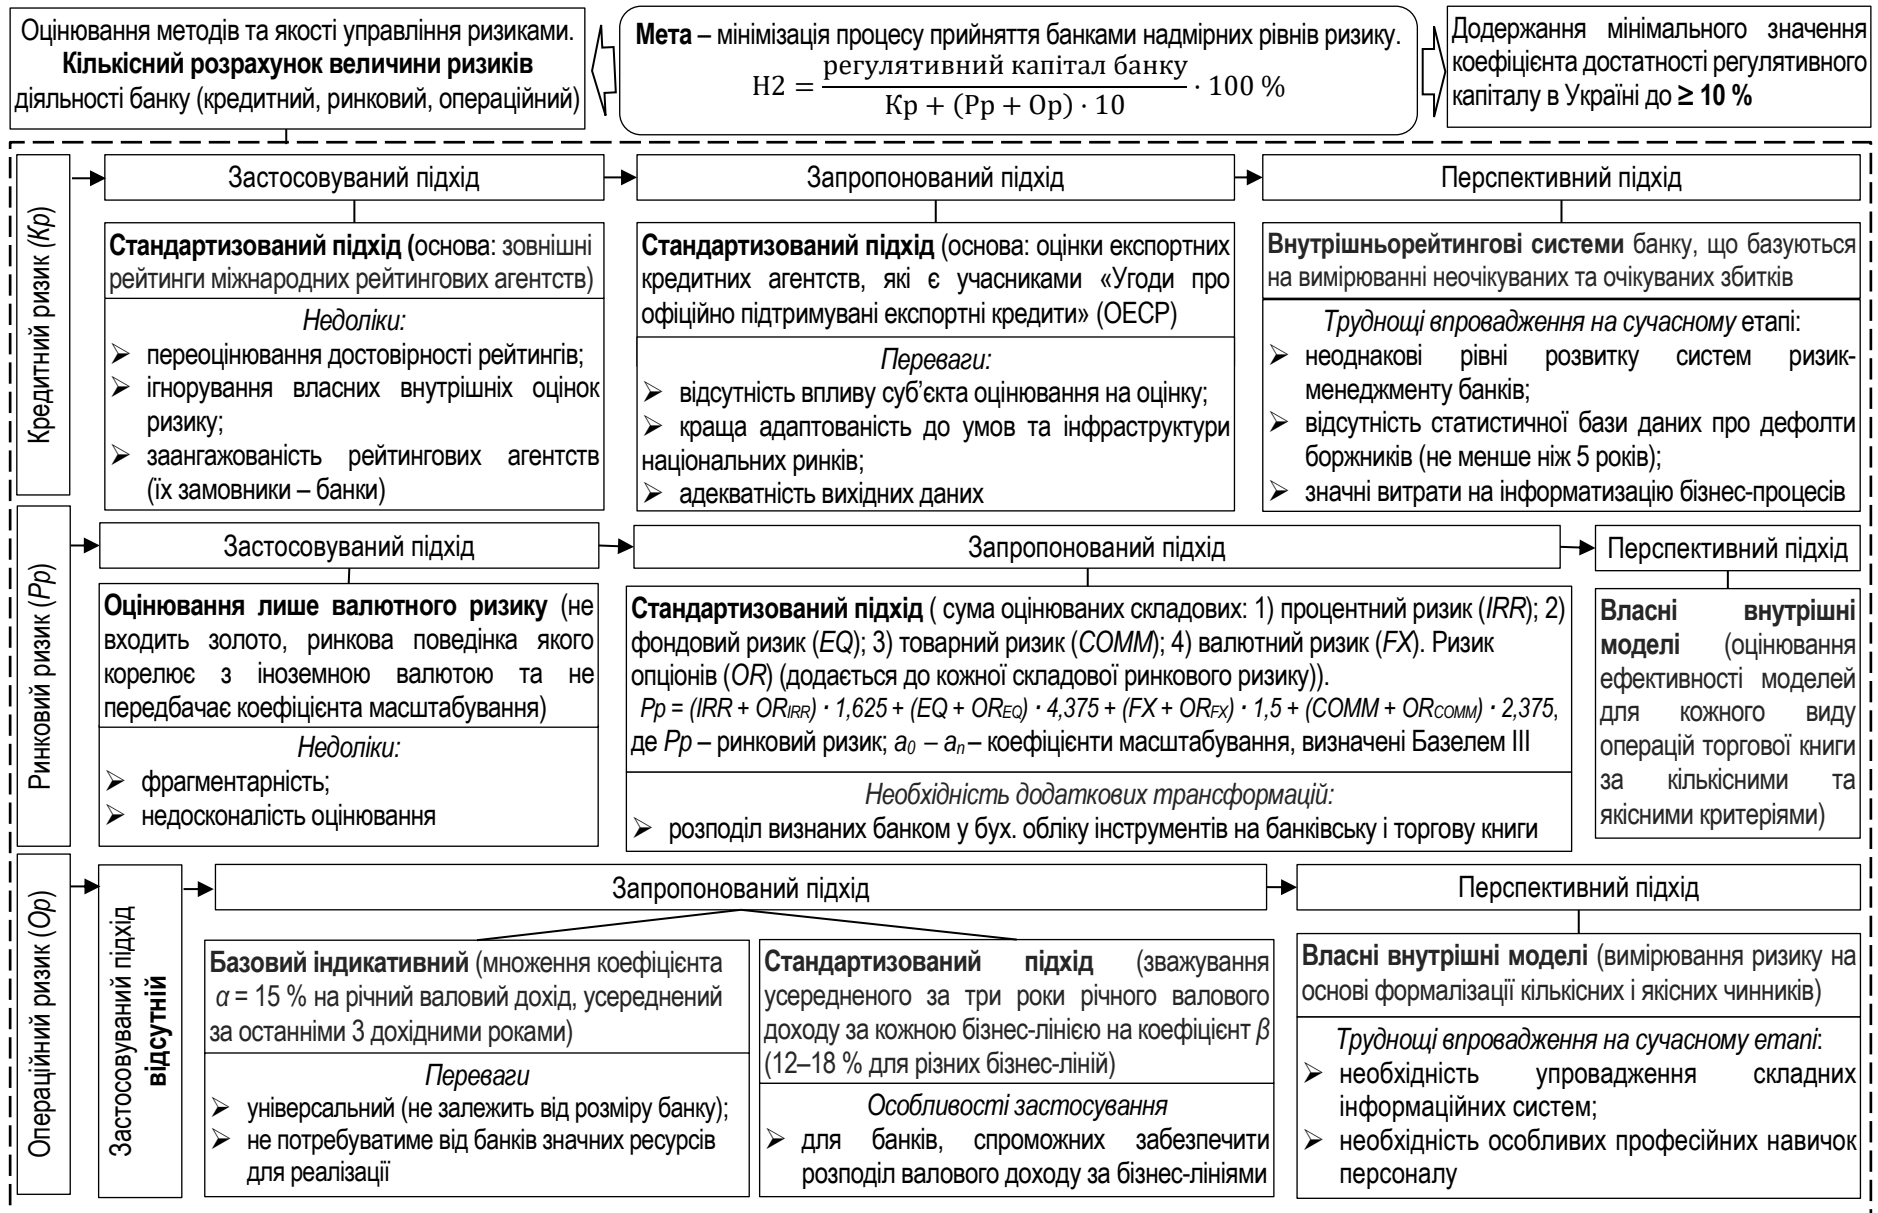 Оцінювання методів та якості управління ризиками.
Кількісний розрахунок величини ризиків
діяльності банку (кредитний, ринковий, операційний)
Мета – мінімізація процесу прийняття банками надмірних рівнів ризику.
Н2 = регулятивний капітал банку / Кр + (Рр + Ор) · 10 · 100 %
Додержання мінімального значення
коефіцієнта достатності регулятивного
капіталу в Україні до ≥ 10 %
Кредитний ризик (Кр)
Застосовуваний підхід
Запропонований підхід
Перспективний підхід
Стандартизований підхід (основа: зовнішні
рейтинги міжнародних рейтингових агентств)
Недоліки:
➢ переоцінювання достовірності рейтингів;
➢ ігнорування власних внутрішніх оцінок
ризику;
➢ заангажованість рейтингових агентств
(їх замовники – банки)
Стандартизований підхід (основа: оцінки експортних
кредитних агентств, які є учасниками «Угоди про
офіційно підтримувані експортні кредити» (ОЕСР)
Переваги:
➢ відсутність впливу суб’єкта оцінювання на оцінку;
➢ краща адаптованість до умов та інфраструктури
національних ринків;
➢ адекватність вихідних даних
Внутрішньорейтингові системи банку, що базуються
на вимірюванні неочікуваних та очікуваних збитків
Труднощі впровадження на сучасному етапі:
➢ неоднакові рівні розвитку систем ризик-
менеджменту банків;
➢ відсутність статистичної бази даних про дефолти
боржників (не менше ніж 5 років);
➢ значні витрати на інформатизацію бізнес-процесів
Ринковий ризик (Рр)
Застосовуваний підхід
Запропонований підхід
Перспективний підхід
Оцінювання лише валютного ризику (не
входить золото, ринкова поведінка якого
корелює з іноземною валютою та не
передбачає коефіцієнта масштабування)
Недоліки:
➢ фрагментарність;
➢ недосконалість оцінювання
Стандартизований підхід ( сума оцінюваних складових: 1) процентний ризик (IRR); 2)
фондовий ризик (EQ); 3) товарний ризик (COMM); 4) валютний ризик (FX). Ризик
опціонів (OR) (додається до кожної складової ринкового ризику)).
Рр = (IRR + ORIRR) · 1,625 + (EQ + OREQ) · 4,375 + (FX + ORFX) · 1,5 + (COMM + ORCOMM) · 2,375,
де Рр – ринковий ризик; a0 – an – коефіцієнти масштабування, визначені Базелем ІІІ
Необхідність додаткових трансформацій:
➢ розподіл визнаних банком у бух. обліку інструментів на банківську і торгову книги
Власні внутрішні
моделі (оцінювання
ефективності моделей
для кожного виду
операцій торгової книги
за кількісними та
якісними критеріями)
Операційний ризик (Ор)
Застосовуваний підхід
відсутній
Запропонований підхід
Перспективний підхід
Базовий індикативний (множення коефіцієнта
α = 15 % на річний валовий дохід, усереднений
за останніми 3 дохідними роками)
Переваги
➢ універсальний (не залежить від розміру банку);
➢ не потребуватиме від банків значних ресурсів
для реалізації
Стандартизований підхід (зважування
усередненого за три роки річного валового
доходу за кожною бізнес-лінією на коефіцієнт β
(12–18 % для різних бізнес-ліній)
Особливості застосування
➢ для банків, спроможних забезпечити
розподіл валового доходу за бізнес-лініями
Власні внутрішні моделі (вимірювання ризику на
основі формалізації кількісних і якісних чинників)
Труднощі впровадження на сучасному етапі:
➢ необхідність упровадження складних
інформаційних систем;
➢ необхідність особливих професійних навичок
персоналу